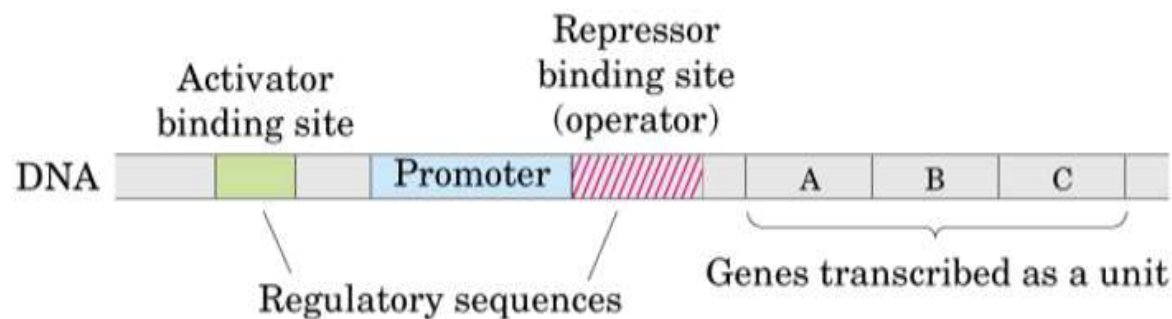 Activator
binding site
Repressor
binding site
(operator)
DNA
Promoter
A
B
C
Regulatory sequences
Genes transcribed as a unit